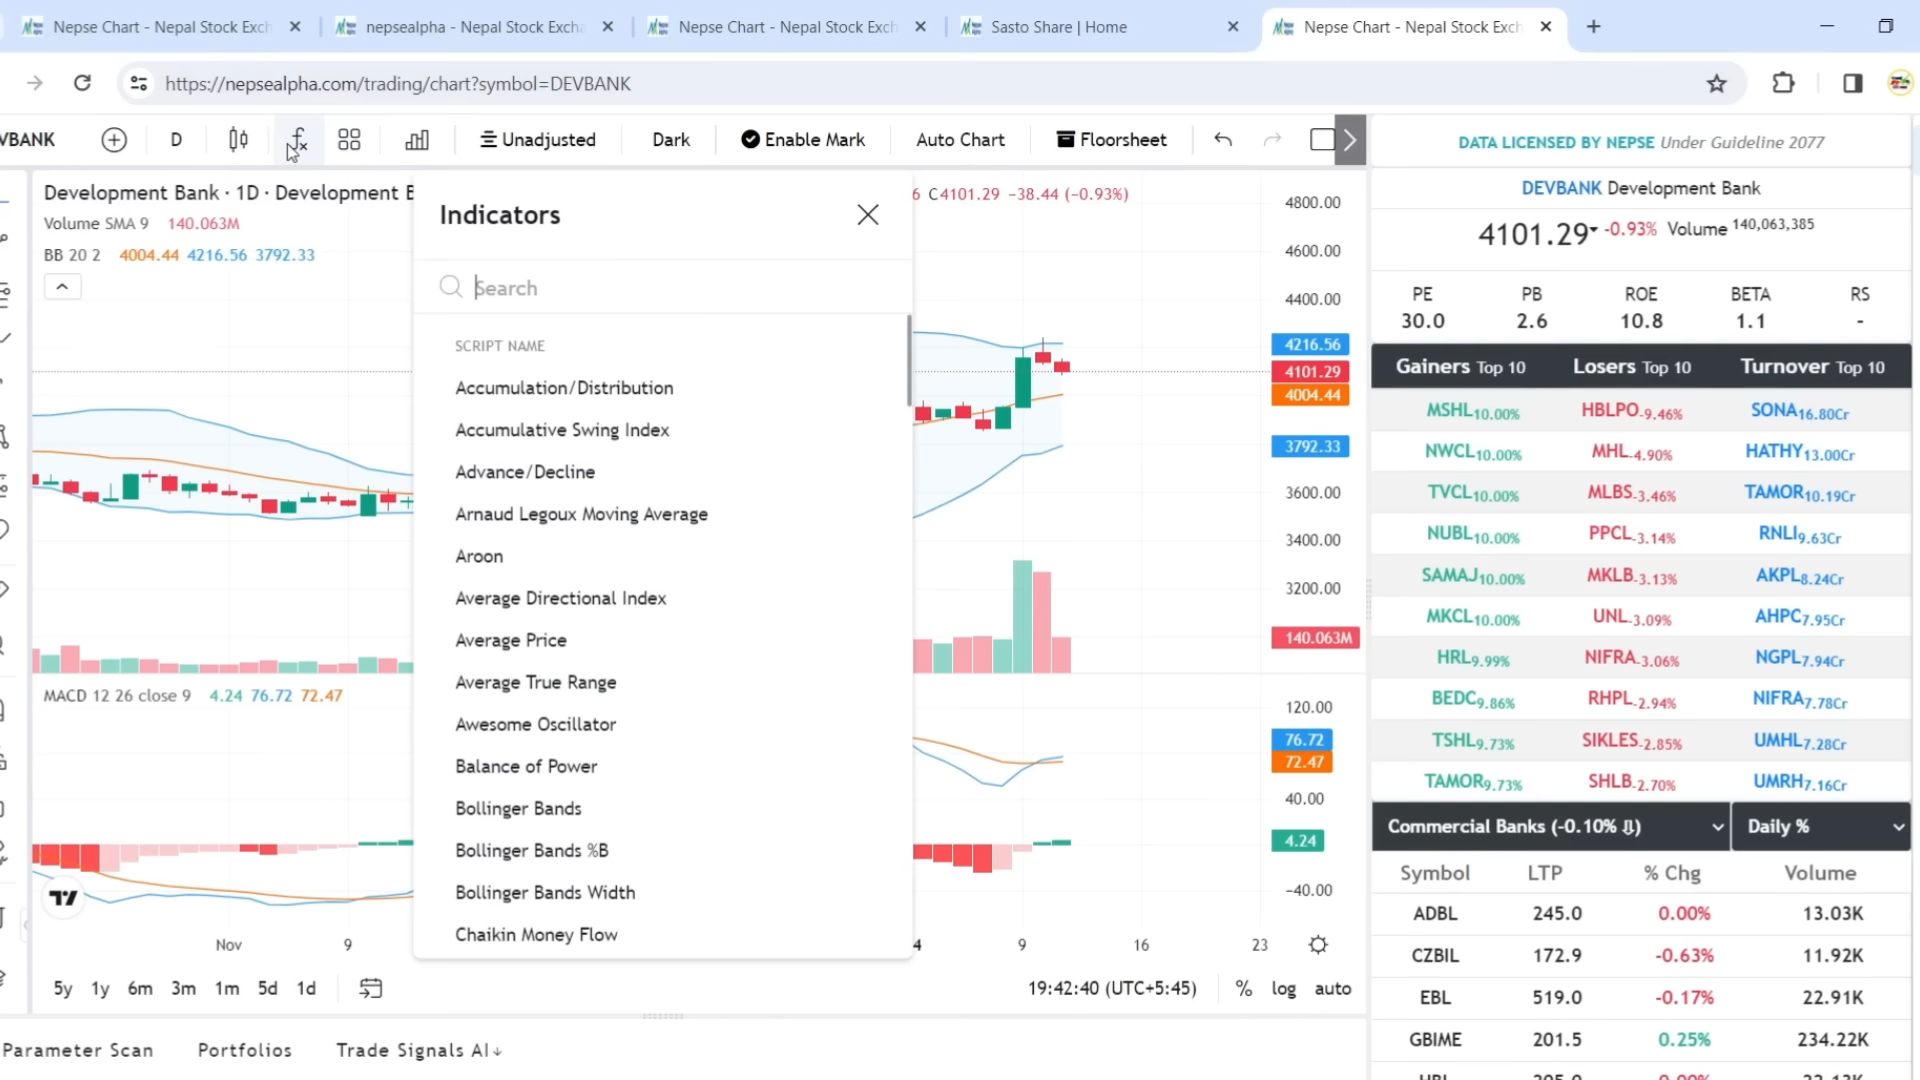 Nepse Chart - Nepal Stock Exch
nepsealpha - Nepal Stock Excha
Nepse Chart - Nepal Stock Exch
Sasto Share | Home
Nepse Chart - Nepal Stock Exch
https://nepsealpha.com/trading/chart?symbol=DEVBANK
VBANK
D
Unadjusted
Dark
Enable Mark
Auto Chart
Floorsheet
Development Bank · 1D · Development B
6 C4101.29 −38.44 (−0.93%)
Volume SMA 9 140.063M
BB 20 2 4004.44 4216.56 3792.33
Indicators
Search
SCRIPT NAME
Accumulation/Distribution
Accumulative Swing Index
Advance/Decline
Arnaud Legoux Moving Average
Aroon
Average Directional Index
Average Price
Average True Range
Awesome Oscillator
Balance of Power
Bollinger Bands
Bollinger Bands %B
Bollinger Bands Width
Chaikin Money Flow
MACD 12 26 close 9 4.24 76.72 72.47
4800.00
4600.00
4400.00
4216.56
4101.29
4004.44
3792.33
3600.00
3400.00
3200.00
140.063M
120.00
76.72
72.47
40.00
4.24
−40.00
Nov
9
4
9
16
23
5y 1y 6m 3m 1m 5d 1d
19:42:40 (UTC+5:45)
% log auto
Parameter Scan
Portfolios
Trade Signals AI↓
DATA LICENSED BY NEPSE Under Guideline 2077
DEVBANK Development Bank
4101.29 -0.93% Volume 140,063,385
PE PB ROE BETA RS
30.0 2.6 10.8 1.1 -
Gainers Top 10 Losers Top 10 Turnover Top 10
MSHL10.00% HBLPO-9.46% SONA16.80Cr
NWCL10.00% MHL-4.90% HATHY13.00Cr
TVCL10.00% MLBS-3.46% TAMOR10.19Cr
NUBL10.00% PPCL-3.14% RNLI9.63Cr
SAMAJ10.00% MKLB-3.13% AKPL8.24Cr
MKCL10.00% UNL-3.09% AHPC7.95Cr
HRL9.99% NIFRA-3.06% NGPL7.94Cr
BEDC9.86% RHPL-2.94% NIFRA7.78Cr
TSHL9.73% SIKLES-2.85% UMHL7.28Cr
TAMOR9.73% SHLB-2.70% UMRH7.16Cr
Commercial Banks (-0.10% ⇩)
Daily %
Symbol LTP % Chg Volume
ADBL 245.0 0.00% 13.03K
CZBIL 172.9 -0.63% 11.92K
EBL 519.0 -0.17% 22.91K
GBIME 201.5 0.25% 234.22K